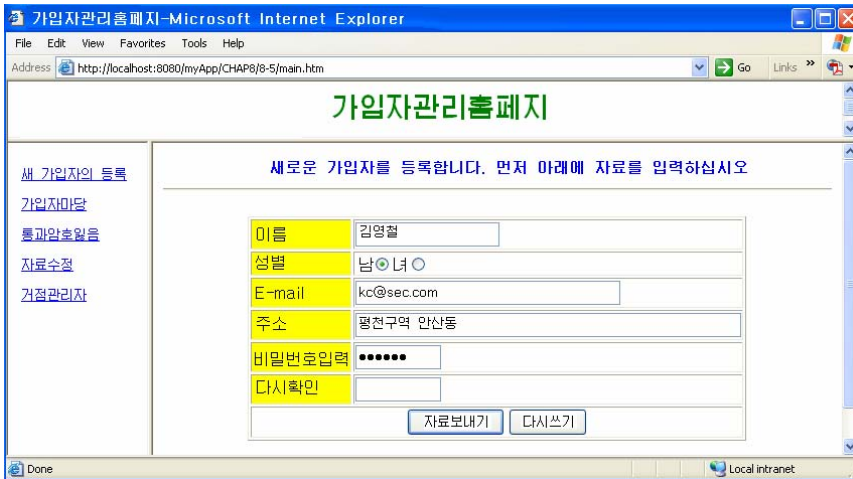 가입자관리홈페지-Microsoft Internet Explorer
File Edit View Favorites Tools Help
Address http://localhost:8080/myApp/CHAP8/8-5/main.htm Go Links »
가입자관리홈페지
새 가입자의 등록
가입자마당
통과암호잃음
자료수정
거점관리자
새로운 가입자를 등록합니다. 먼저 아래에 자료를 입력하십시오
이름 김영철
성별 남 녀
E-mail kc@sec.com
주소 평천구역 안산동
비밀번호입력 ●●●●●●
다시확인
자료보내기 다시쓰기
Done Local intranet